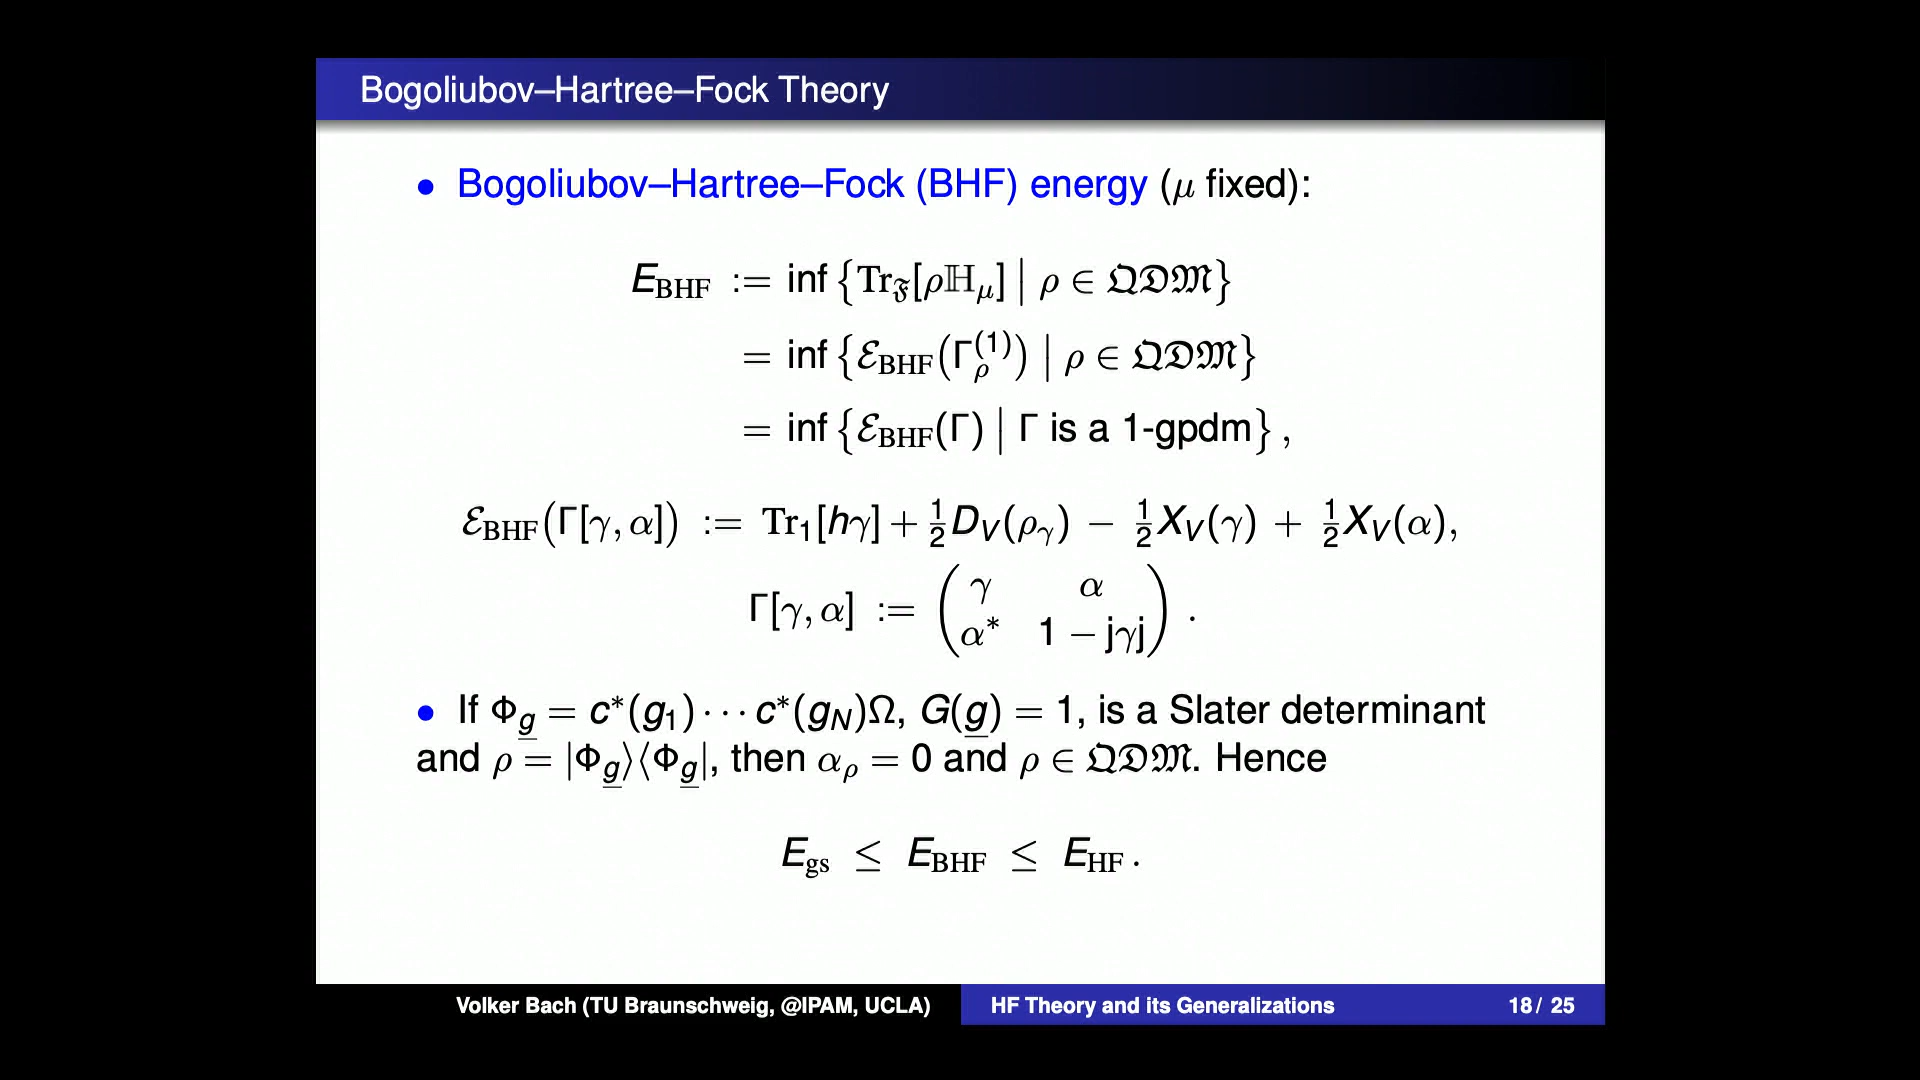 Bogoliubov–Hartree–Fock Theory
• Bogoliubov–Hartree–Fock (BHF) energy (μ fixed):
E_BHF := inf {Tr_𝔉[ρℍ_μ] | ρ ∈ 𝔔𝔇𝔐}
= inf {ℰ_BHF(Γ_ρ^(1)) | ρ ∈ 𝔔𝔇𝔐}
= inf {ℰ_BHF(Γ) | Γ is a 1-gpdm} ,
ℰ_BHF(Γ[γ, α]) := Tr_1[hγ] + ½D_V(ρ_γ) − ½X_V(γ) + ½X_V(α),
Γ[γ, α] := (γ α
α* 1 − jγj) .
• If Φ_g = c*(g_1) · · · c*(g_N)Ω, G(g) = 1, is a Slater determinant
and ρ = |Φ_g⟩⟨Φ_g|, then α_ρ = 0 and ρ ∈ 𝔔𝔇𝔐. Hence
E_gs ≤ E_BHF ≤ E_HF .
Volker Bach (TU Braunschweig, @IPAM, UCLA) HF Theory and its Generalizations 18 / 25